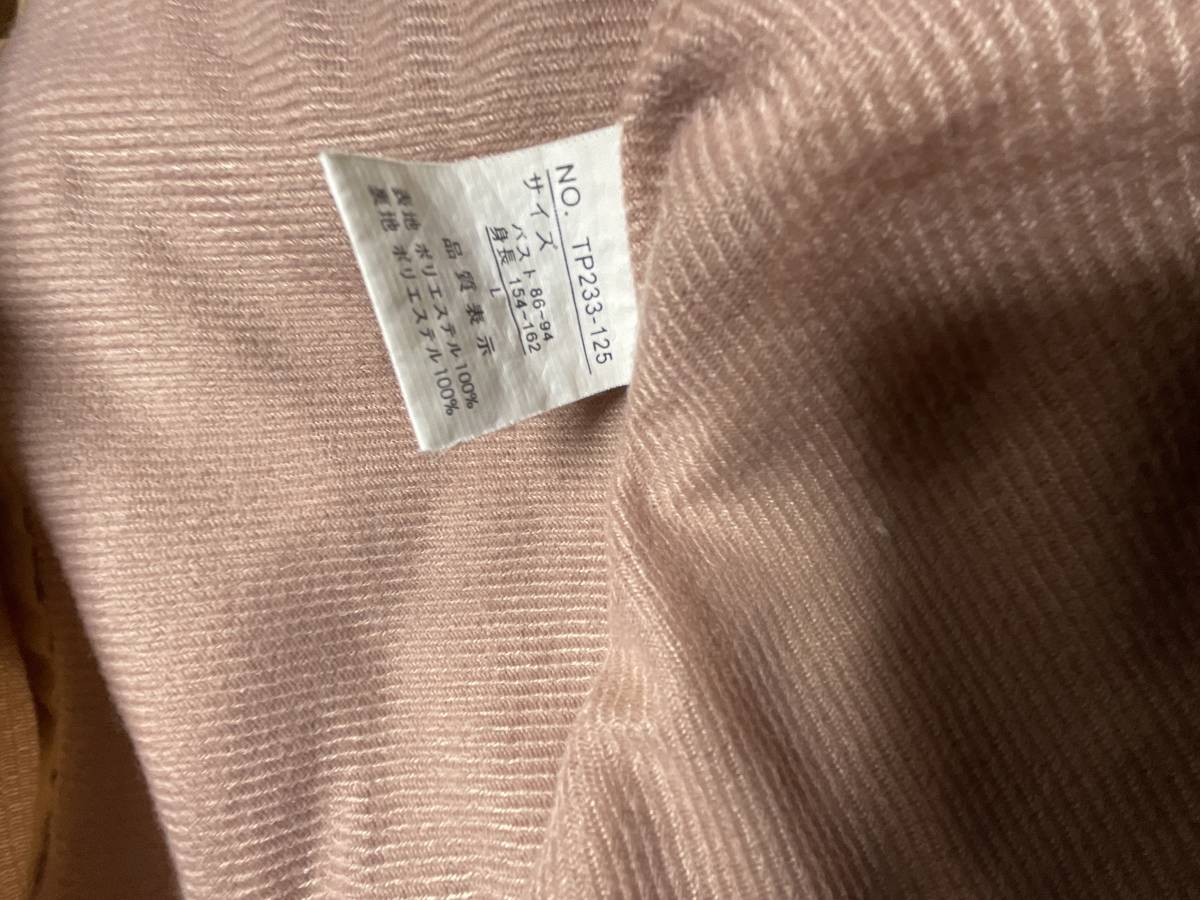 NO. TP233-125
サイズ
バスト 86-94
身長 154-162
L
品質表示
表地 ポリエステル100%
裏地 ポリエステル100%